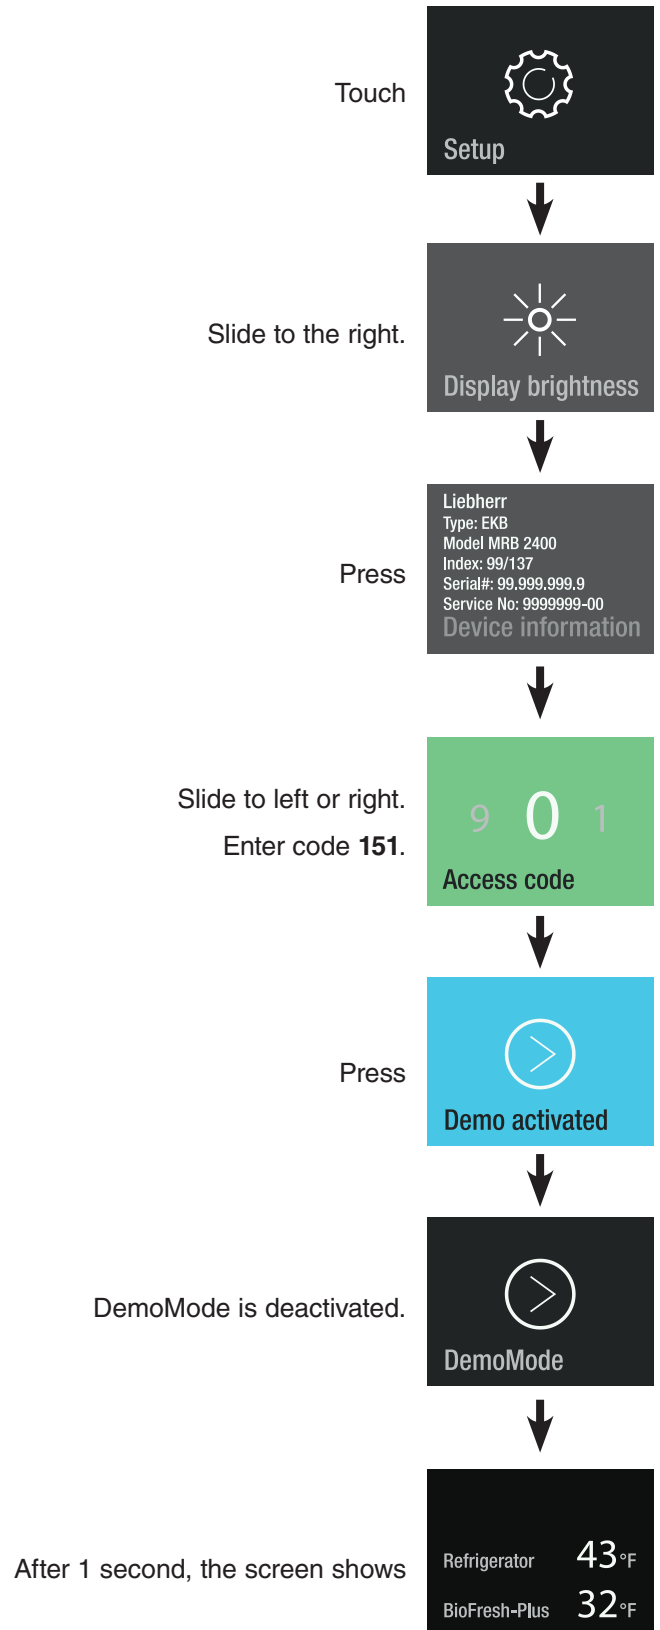 Touch
Setup
Slide to the right.
Display brightness
Press
Liebherr
Type: EKB
Model MRB 2400
Index: 99/137
Serial#: 99.999.999.9
Service No: 9999999-00
Device information
Slide to left or right.
Enter code 151.
9 0 1
Access code
Press
Demo activated
DemoMode is deactivated.
DemoMode
After 1 second, the screen shows
Refrigerator 43°F
BioFresh-Plus 32°F